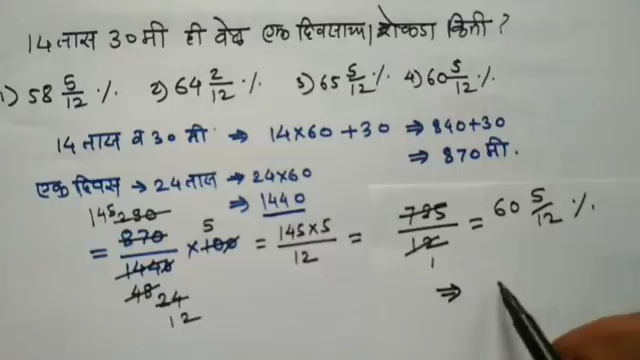 14 तास 30 मी ही वेळ एक दिवसाच्या शेकडा किती ?
1) 58 5/12 % 2) 64 2/12 % 3) 65 5/12 % 4) 60 5/12 %
14 तास व 30 मी ⇒ 14×60+30 ⇒ 840+30
⇒ 870 मी.
एक दिवस → 24 तास → 24×60
⇒ 1440
145 290 5
= 870/1440 × 100 = 145×5/12 = 725/12 = 60 5/12 %
48 24 1
12 ⇒